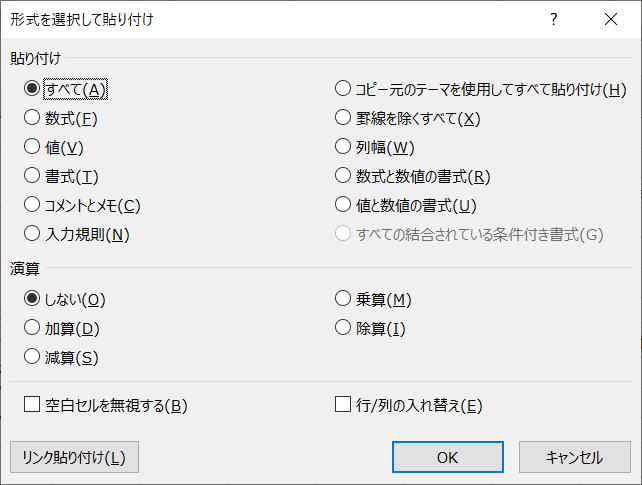 形式を選択して貼り付け ?
貼り付け
すべて(A) コピー元のテーマを使用してすべて貼り付け(H)
数式(F) 罫線を除くすべて(X)
値(V) 列幅(W)
書式(T) 数式と数値の書式(R)
コメントとメモ(C) 値と数値の書式(U)
入力規則(N) すべての結合されている条件付き書式(G)
演算
しない(O) 乗算(M)
加算(D) 除算(I)
減算(S)
空白セルを無視する(B) 行/列の入れ替え(E)
リンク貼り付け(L) OK キャンセル